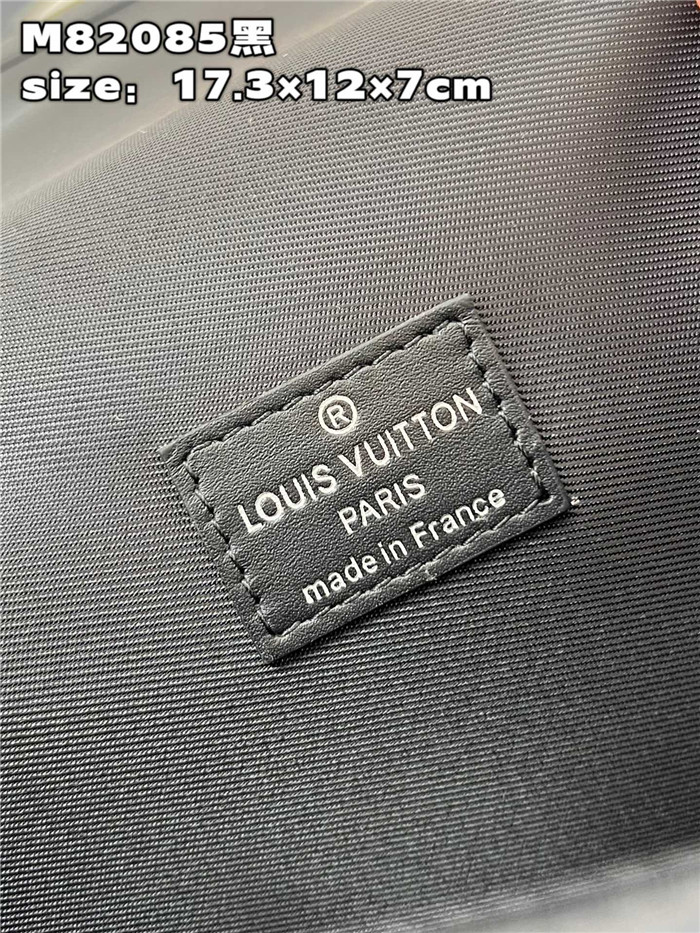 M82085黑
size：17.3×12×7cm
®
LOUIS VUITTON
PARIS
made in France